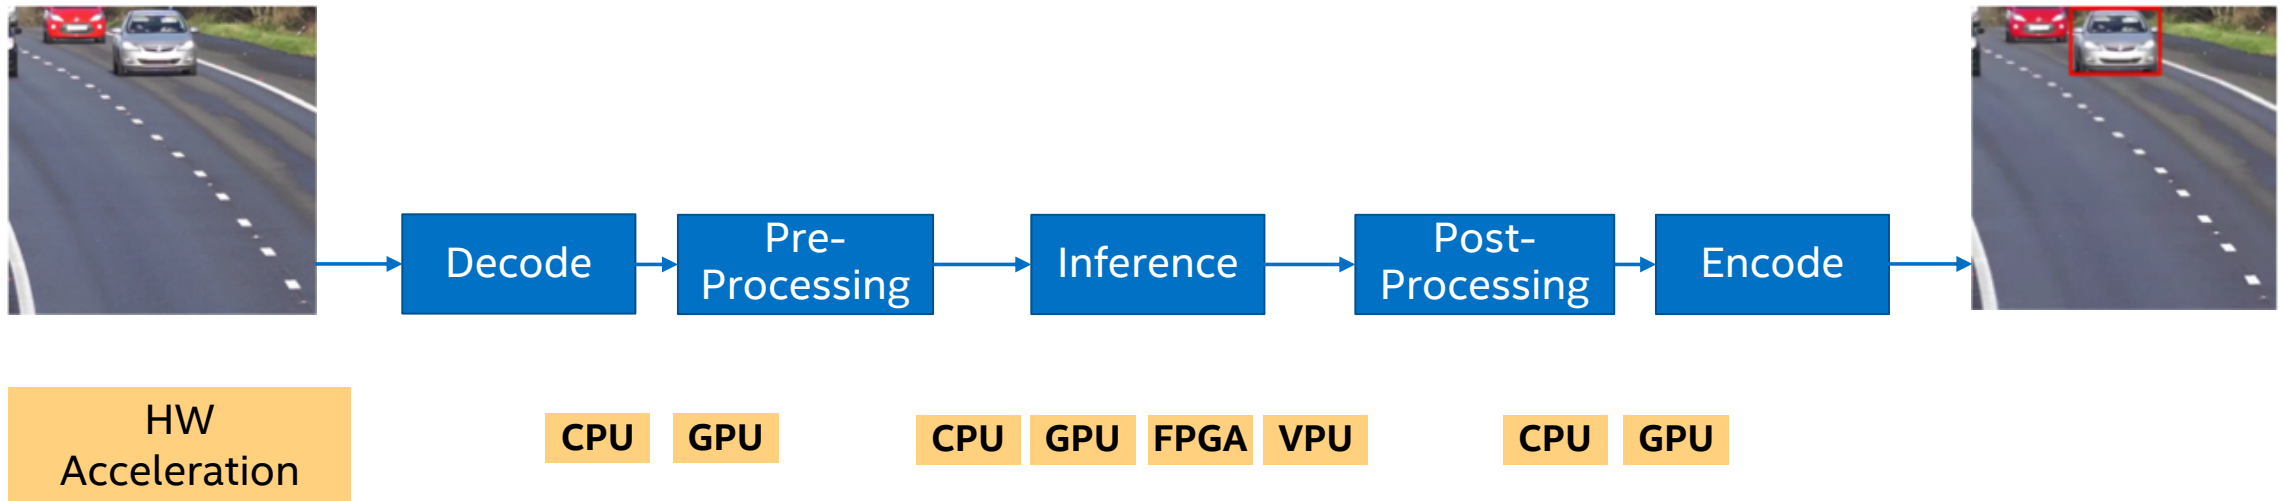 Decode
Pre-
Processing
Inference
Post-
Processing
Encode
HW
Acceleration
CPU
GPU
CPU
GPU
FPGA
VPU
CPU
GPU